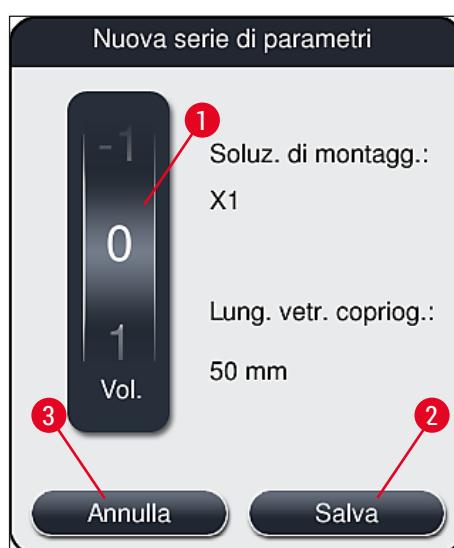 Nuova serie di parametri
1
-1
0
1
Vol.
Soluz. di montagg.:
X1
Lung. vetr. copriog.:
50 mm
3
2
Annulla
Salva